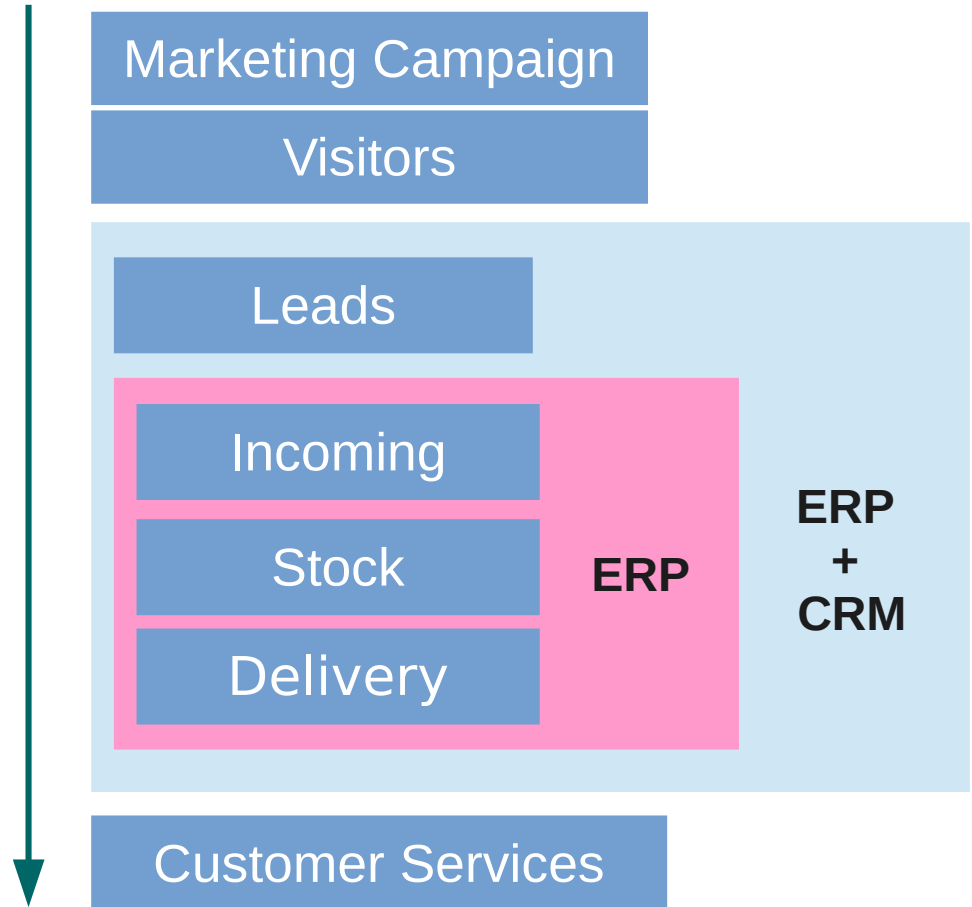 Marketing Campaign
Visitors
Leads
Incoming
Stock
Delivery
ERP
ERP
+
CRM
Customer Services